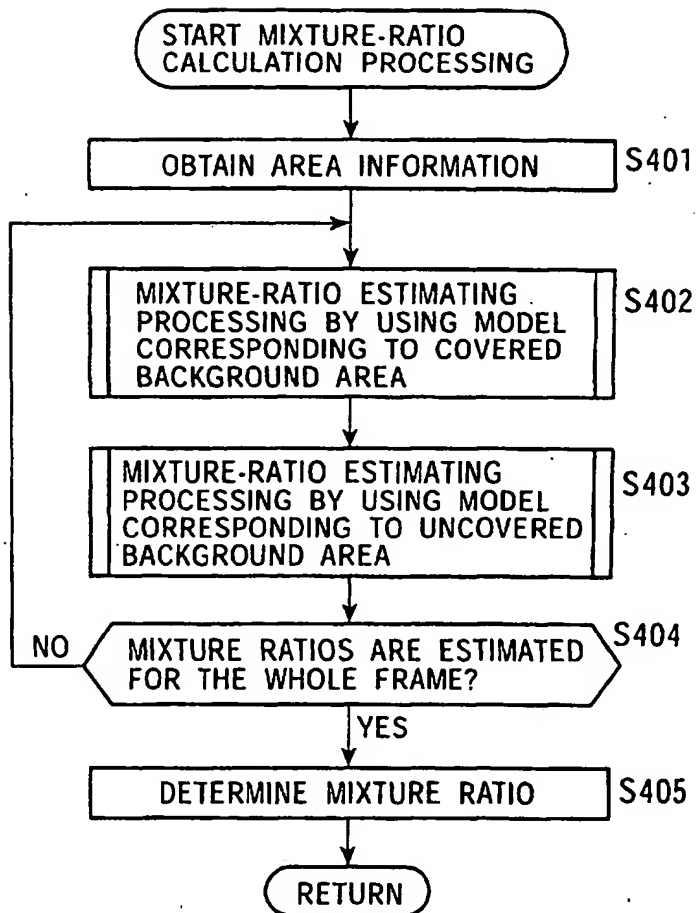 START MIXTURE-RATIO
CALCULATION PROCESSING
OBTAIN AREA INFORMATION
S401
MIXTURE-RATIO ESTIMATING
PROCESSING BY USING MODEL
CORRESPONDING TO COVERED
BACKGROUND AREA
S402
MIXTURE-RATIO ESTIMATING
PROCESSING BY USING MODEL
CORRESPONDING TO UNCOVERED
BACKGROUND AREA
S403
MIXTURE RATIOS ARE ESTIMATED
FOR THE WHOLE FRAME?
S404
NO
YES
DETERMINE MIXTURE RATIO
S405
RETURN